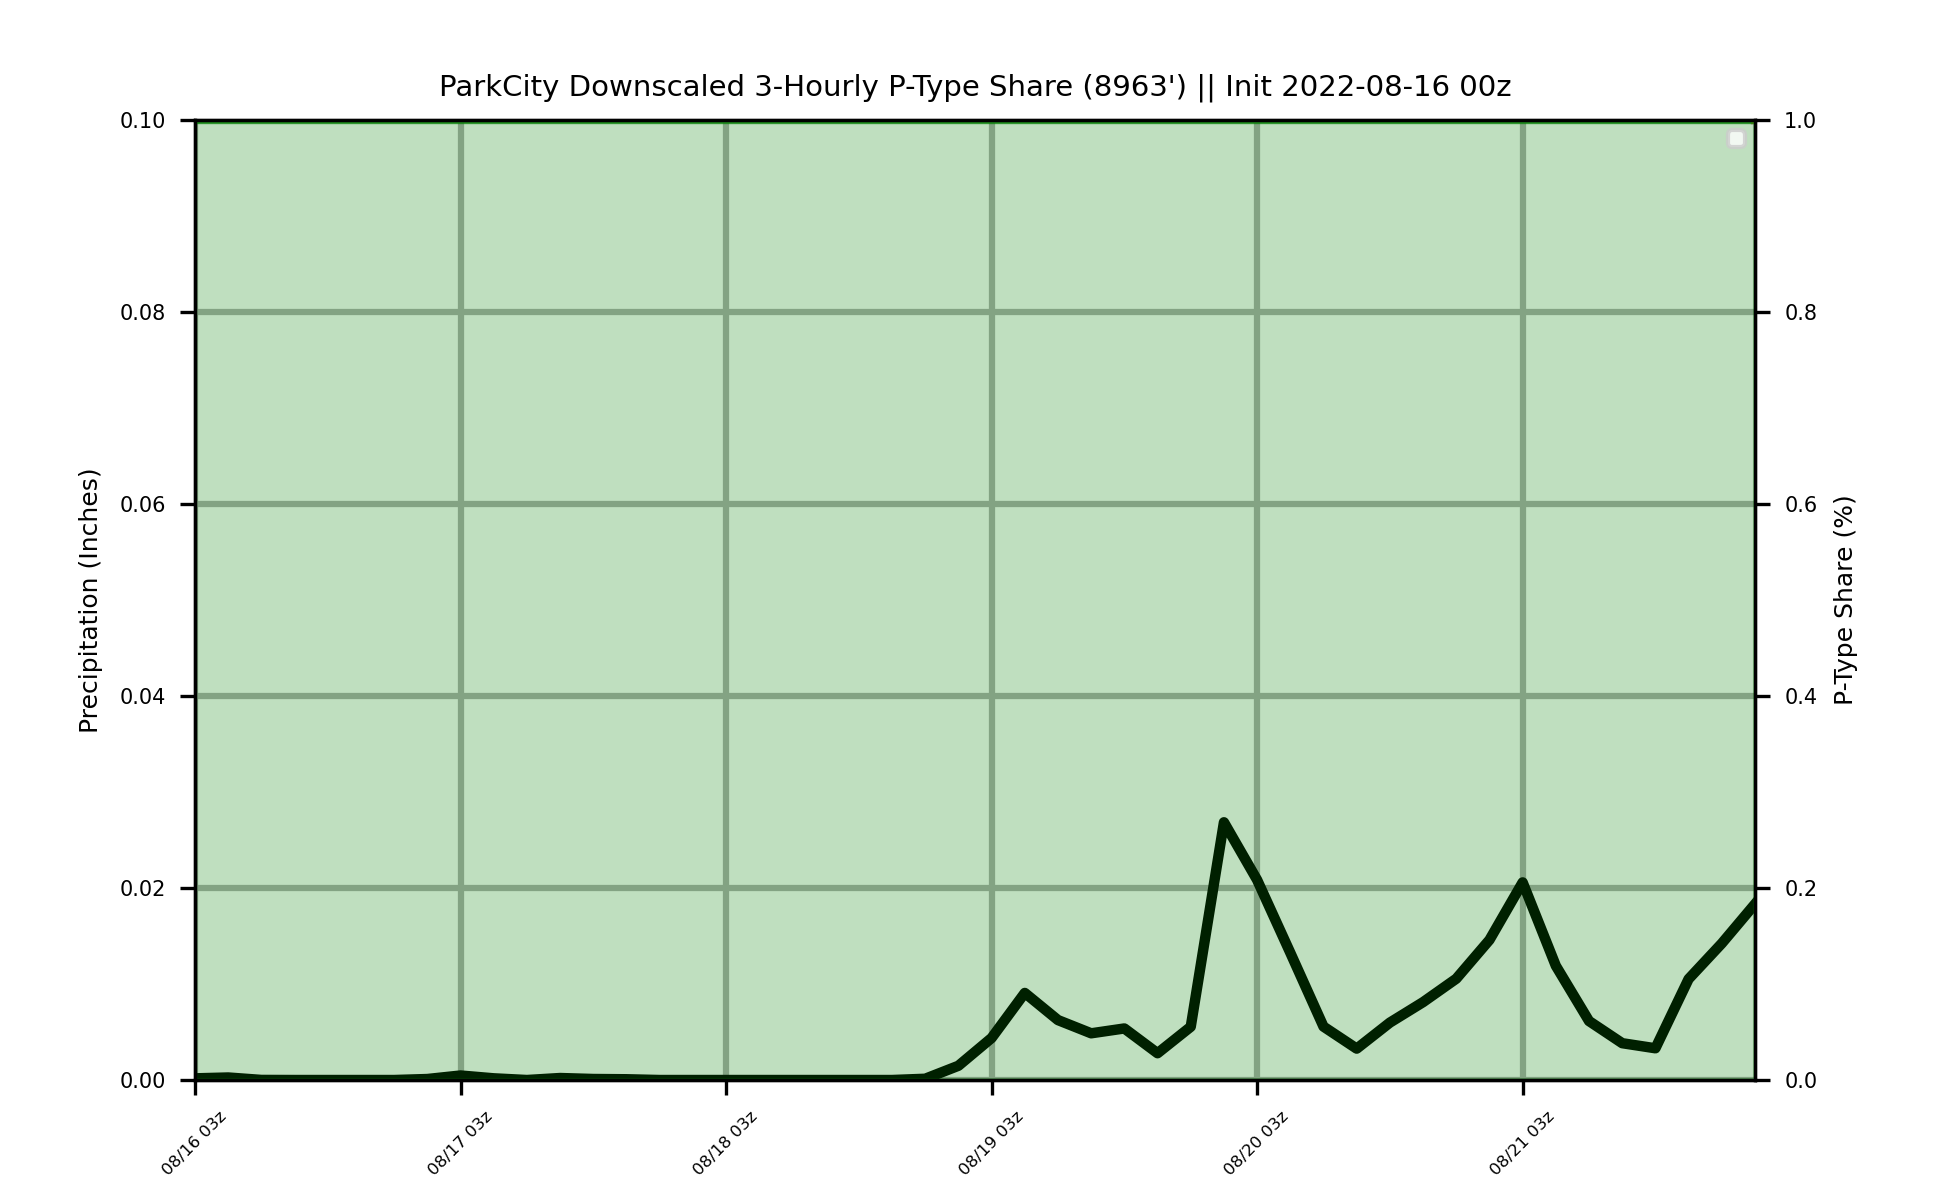 ParkCity Downscaled 3-Hourly P-Type Share (8963') || Init 2022-08-16 00z
Precipitation (Inches)
0.10
0.08
0.06
0.04
0.02
0.00
1.0
0.8
0.6
0.4
0.2
0.0
P-Type Share (%)
08/16 03z
08/17 03z
08/18 03z
08/19 03z
08/20 03z
08/21 03z